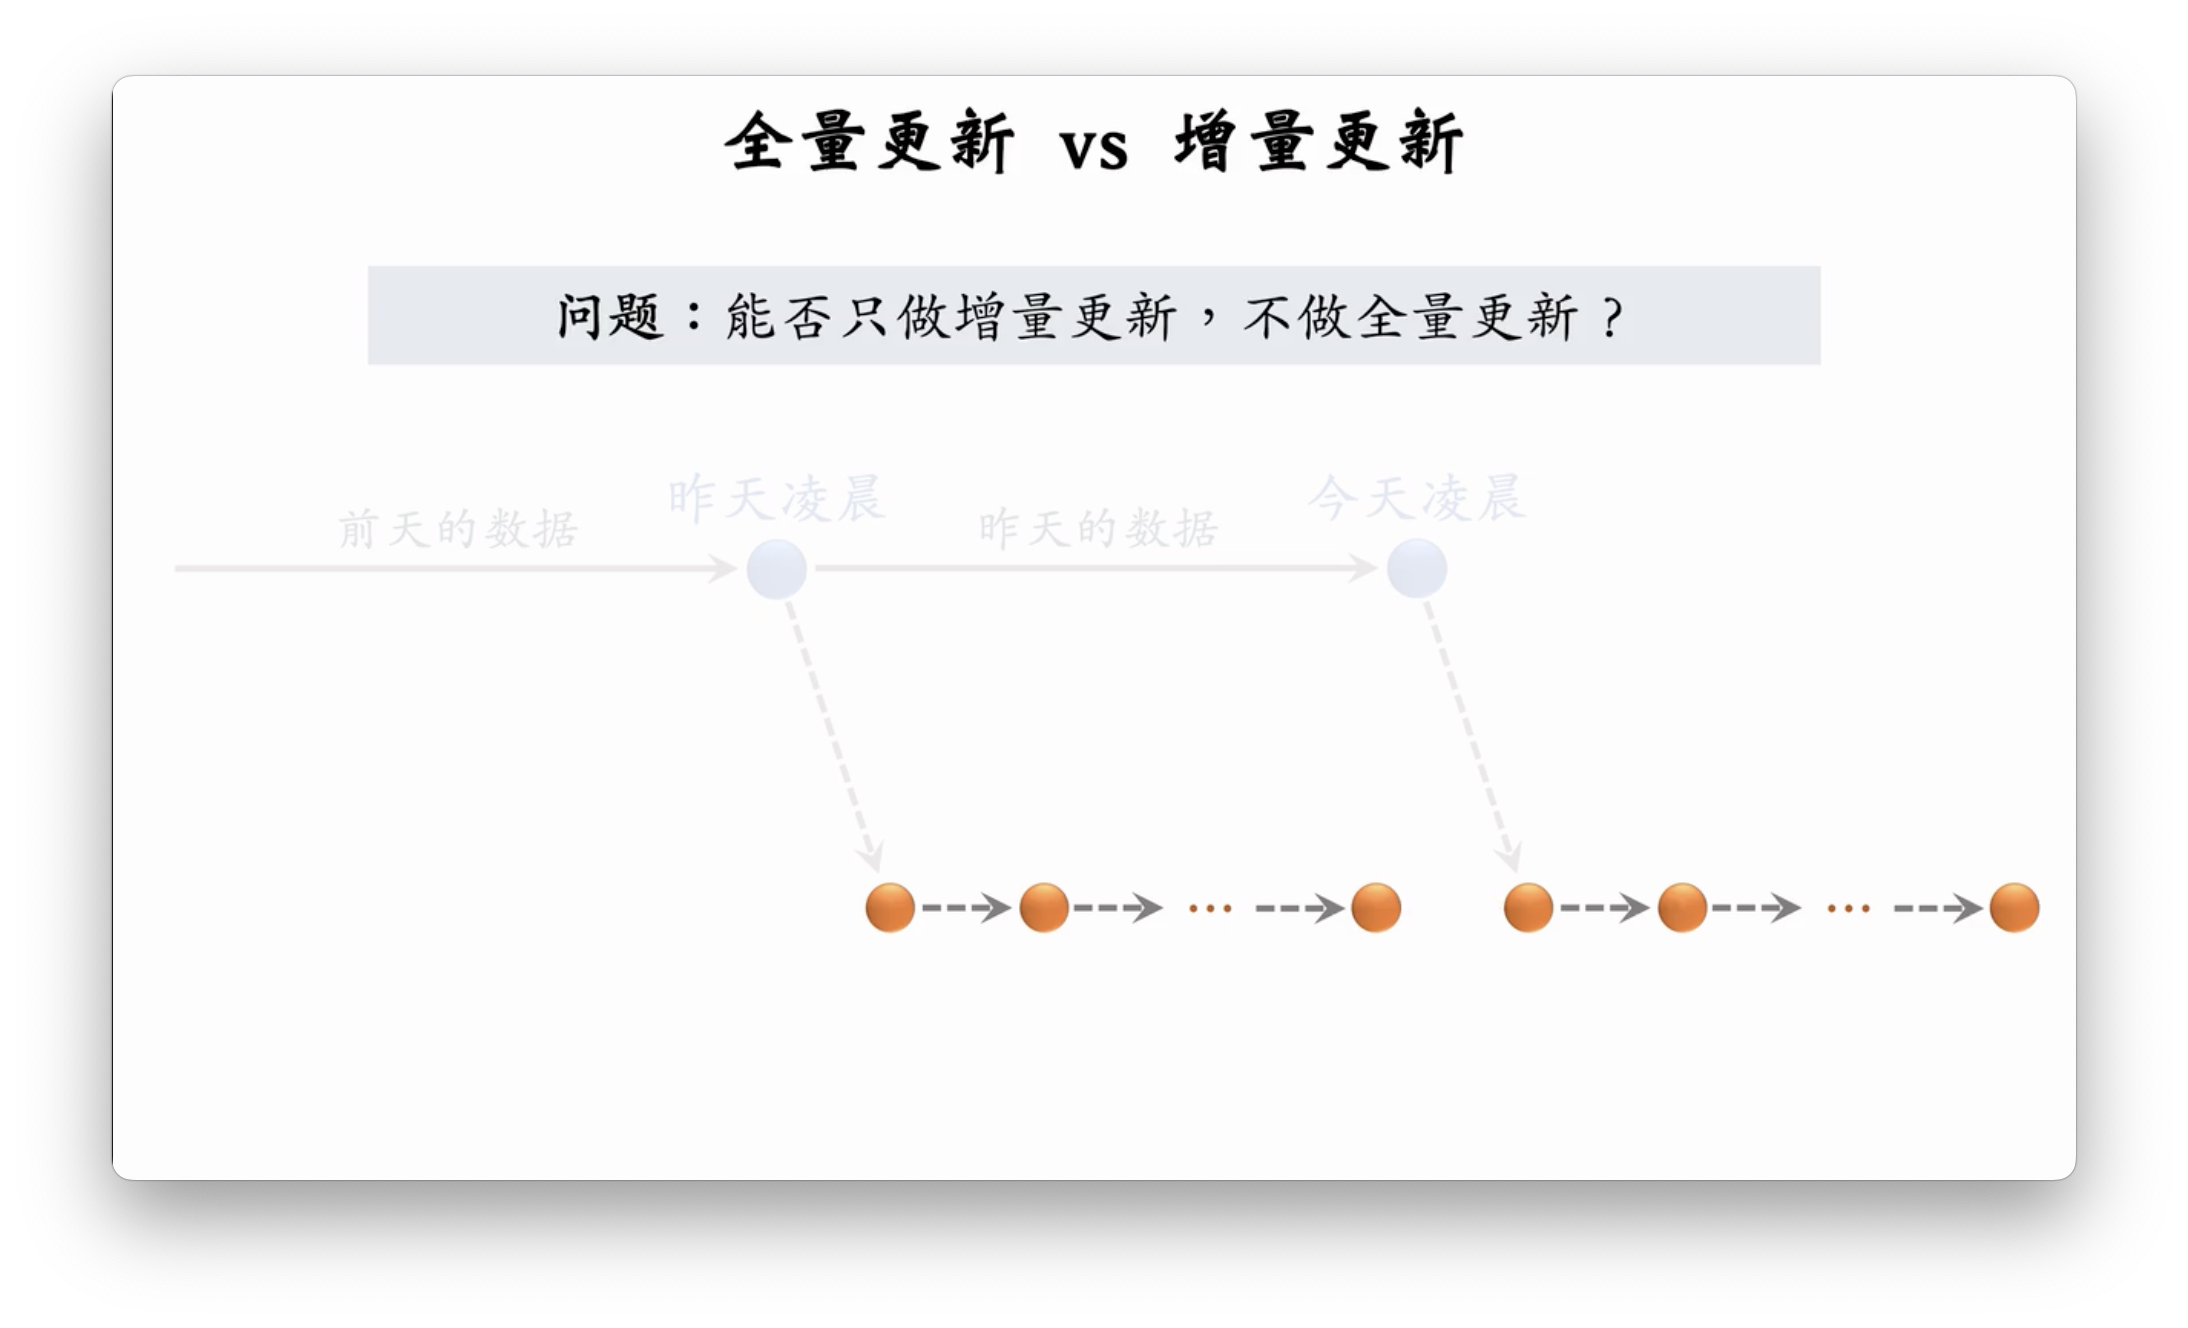 全量更新 vs 增量更新
问题：能否只做增量更新，不做全量更新？
昨天凌晨
今天凌晨
前天的数据
昨天的数据
…
…